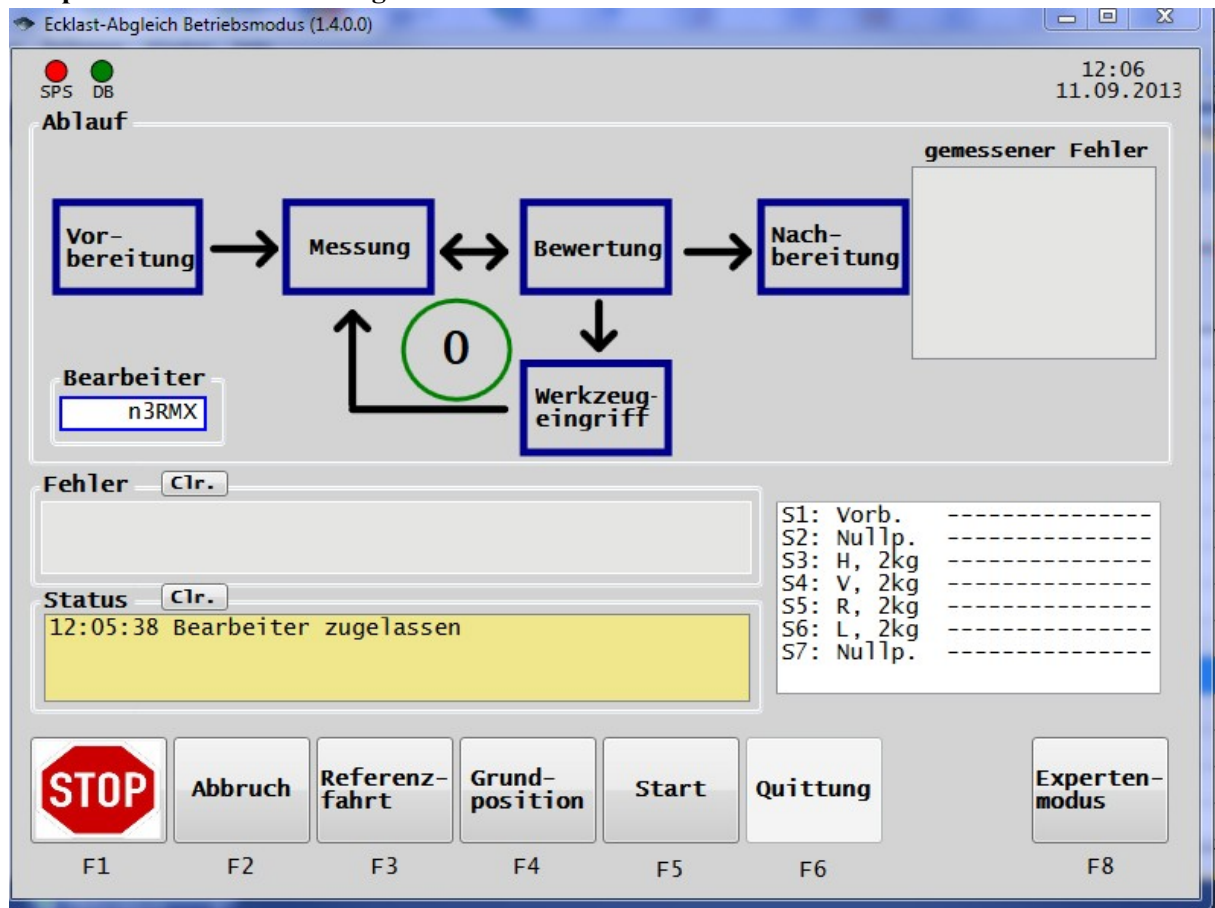 Ecklast-Abgleich Betriebsmodus (1.4.0.0)
SPS DB
12:06
11.09.2013
Ablauf
gemessener Fehler
Vor-
bereitung
Messung
Bewertung
Nach-
bereitung
0
Werkzeug-
eingriff
Bearbeiter
n3RMX
Fehler Clr.
Status Clr.
12:05:38 Bearbeiter zugelassen
S1: Vorb. ---------------
S2: Nullp. ---------------
S3: H, 2kg ---------------
S4: V, 2kg ---------------
S5: R, 2kg ---------------
S6: L, 2kg ---------------
S7: Nullp. ---------------
STOP
Abbruch
Referenz-
fahrt
Grund-
position
Start
Quittung
Experten-
modus
F1 F2 F3 F4 F5 F6 F8